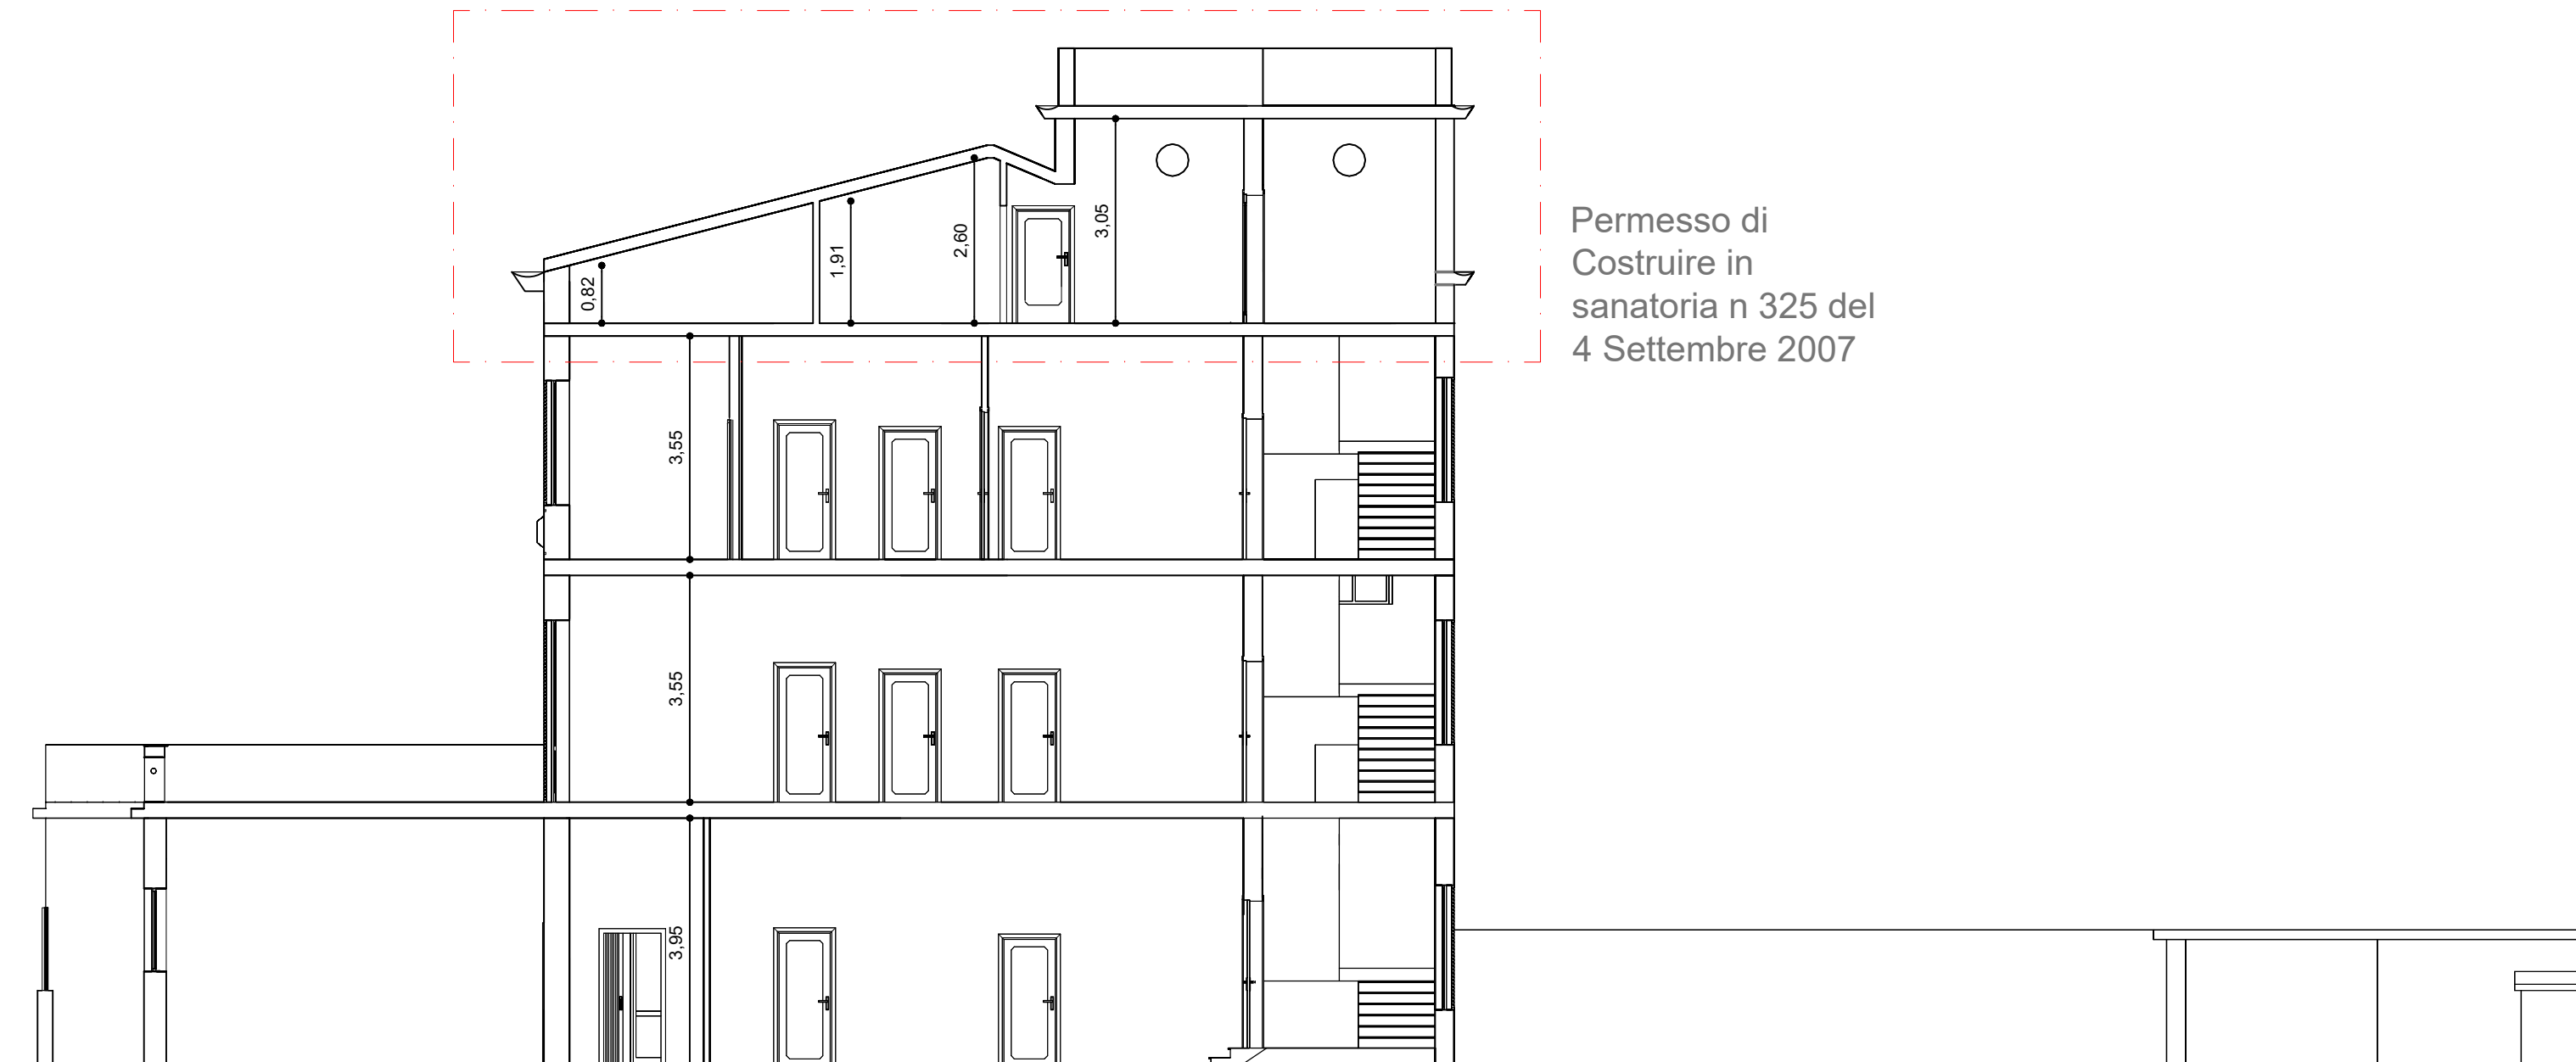 3,05
2,60
1,91
0,82
Permesso di
Costruire in
sanatoria n 325 del
4 Settembre 2007
3,55
3,55
3,95